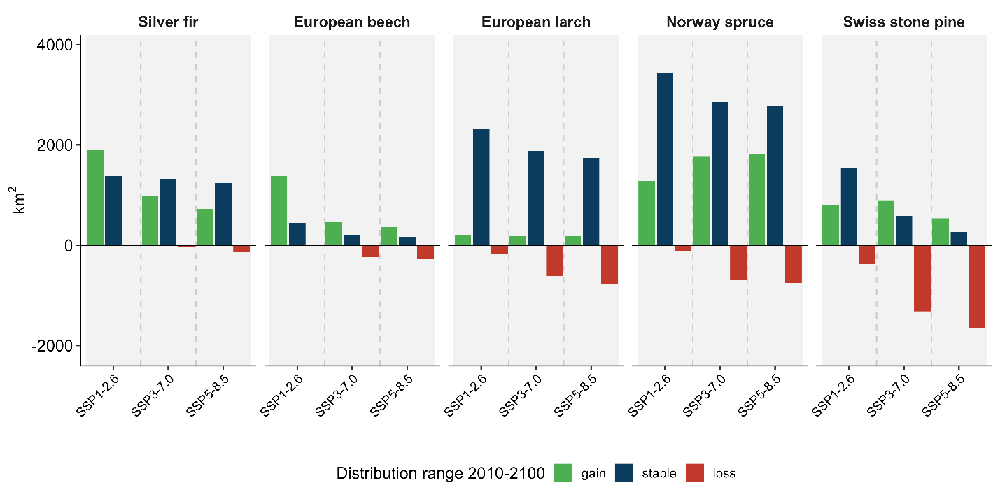 Silver fir European beech European larch Norway spruce Swiss stone pine
4000
2000
0
-2000
km²
SSP1-2.6 SSP3-7.0 SSP5-8.5 SSP1-2.6 SSP3-7.0 SSP5-8.5 SSP1-2.6 SSP3-7.0 SSP5-8.5 SSP1-2.6 SSP3-7.0 SSP5-8.5 SSP1-2.6 SSP3-7.0 SSP5-8.5
Distribution range 2010-2100 gain stable loss